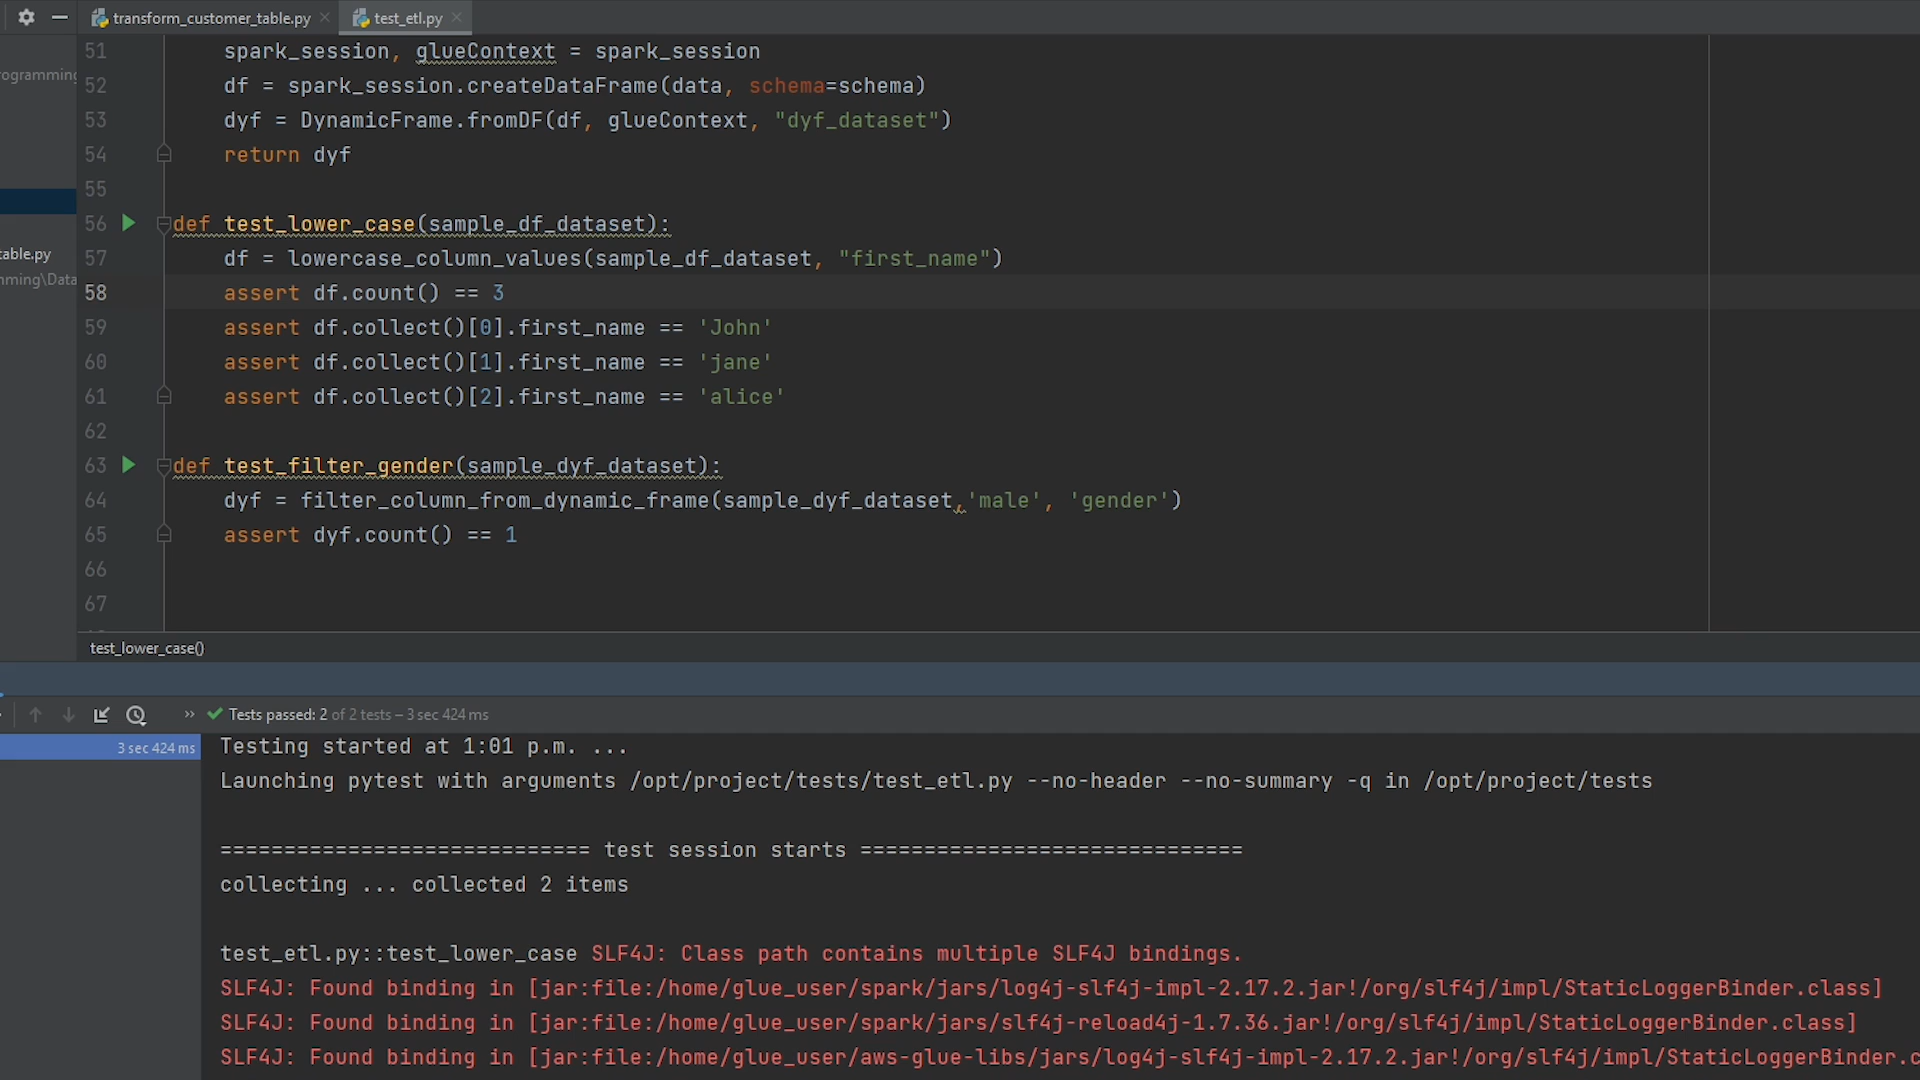 transform_customer_table.py
test_etl.py
51 spark_session, glueContext = spark_session
52 df = spark_session.createDataFrame(data, schema=schema)
53 dyf = DynamicFrame.fromDF(df, glueContext, "dyf_dataset")
54 return dyf
55
56 def test_lower_case(sample_df_dataset):
57 df = lowercase_column_values(sample_df_dataset, "first_name")
58 assert df.count() == 3
59 assert df.collect()[0].first_name == 'John'
60 assert df.collect()[1].first_name == 'jane'
61 assert df.collect()[2].first_name == 'alice'
62
63 def test_filter_gender(sample_dyf_dataset):
64 dyf = filter_column_from_dynamic_frame(sample_dyf_dataset,'male', 'gender')
65 assert dyf.count() == 1
66
67
rogramming
table.py
mming\Data
test_lower_case()
» Tests passed: 2 of 2 tests – 3 sec 424 ms
3 sec 424 ms
Testing started at 1:01 p.m. ...
Launching pytest with arguments /opt/project/tests/test_etl.py --no-header --no-summary -q in /opt/project/tests
============================= test session starts ==============================
collecting ... collected 2 items
test_etl.py::test_lower_case SLF4J: Class path contains multiple SLF4J bindings.
SLF4J: Found binding in [jar:file:/home/glue_user/spark/jars/log4j-slf4j-impl-2.17.2.jar!/org/slf4j/impl/StaticLoggerBinder.class]
SLF4J: Found binding in [jar:file:/home/glue_user/spark/jars/slf4j-reload4j-1.7.36.jar!/org/slf4j/impl/StaticLoggerBinder.class]
SLF4J: Found binding in [jar:file:/home/glue_user/aws-glue-libs/jars/log4j-slf4j-impl-2.17.2.jar!/org/slf4j/impl/StaticLoggerBinder.c